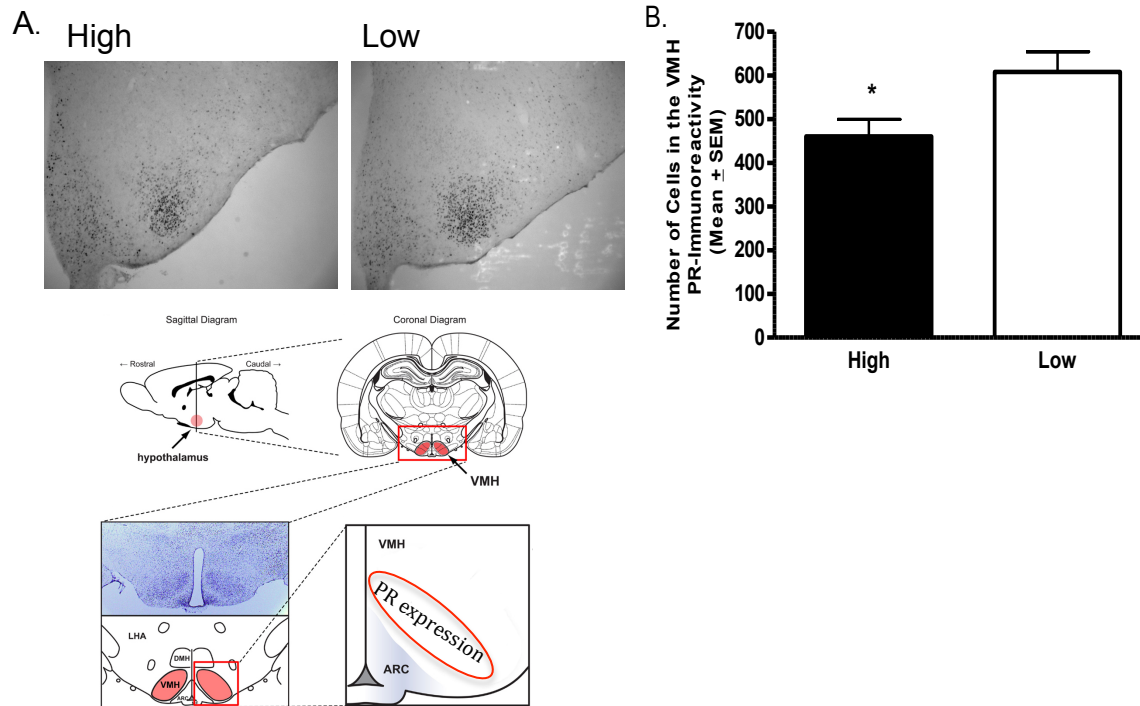 A.
High
Low
Sagittal Diagram
← Rostral
Caudal →
hypothalamus
Coronal Diagram
VMH
LHA
DMH
VMH
ARC
VMH
PR expression
ARC
B.
Number of Cells in the VMH
PR-Immunoreactivity
(Mean ± SEM)
700
600
500
400
300
200
100
0
*
High
Low